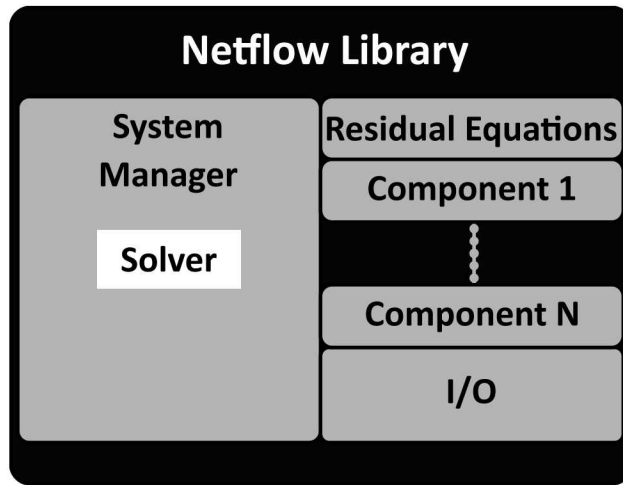 Netflow Library
System
Manager
Solver
Residual Equations
Component 1
Component N
I/O